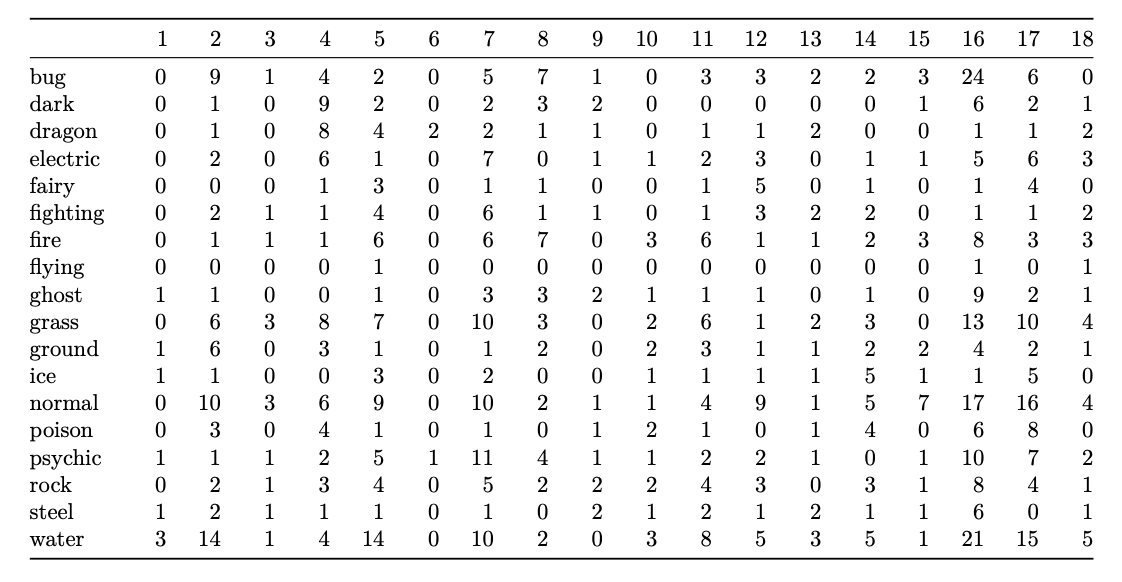 1 2 3 4 5 6 7 8 9 10 11 12 13 14 15 16 17 18
bug 0 9 1 4 2 0 5 7 1 0 3 3 2 2 3 24 6 0
dark 0 1 0 9 2 0 2 3 2 0 0 0 0 0 1 6 2 1
dragon 0 1 0 8 4 2 2 1 1 0 1 1 2 0 0 1 1 2
electric 0 2 0 6 1 0 7 0 1 1 2 3 0 1 1 5 6 3
fairy 0 0 0 1 3 0 1 1 0 0 1 5 0 1 0 1 4 0
fighting 0 2 1 1 4 0 6 1 1 0 1 3 2 2 0 1 1 2
fire 0 1 1 1 6 0 6 7 0 3 6 1 1 2 3 8 3 3
flying 0 0 0 0 1 0 0 0 0 0 0 0 0 0 0 1 0 1
ghost 1 1 0 0 1 0 3 3 2 1 1 1 0 1 0 9 2 1
grass 0 6 3 8 7 0 10 3 0 2 6 1 2 3 0 13 10 4
ground 1 6 0 3 1 0 1 2 0 2 3 1 1 2 2 4 2 1
ice 1 1 0 0 3 0 2 0 0 1 1 1 1 5 1 1 5 0
normal 0 10 3 6 9 0 10 2 1 1 4 9 1 5 7 17 16 4
poison 0 3 0 4 1 0 1 0 1 2 1 0 1 4 0 6 8 0
psychic 1 1 1 2 5 1 11 4 1 1 2 2 1 0 1 10 7 2
rock 0 2 1 3 4 0 5 2 2 2 4 3 0 3 1 8 4 1
steel 1 2 1 1 1 0 1 0 2 1 2 1 2 1 1 6 0 1
water 3 14 1 4 14 0 10 2 0 3 8 5 3 5 1 21 15 5